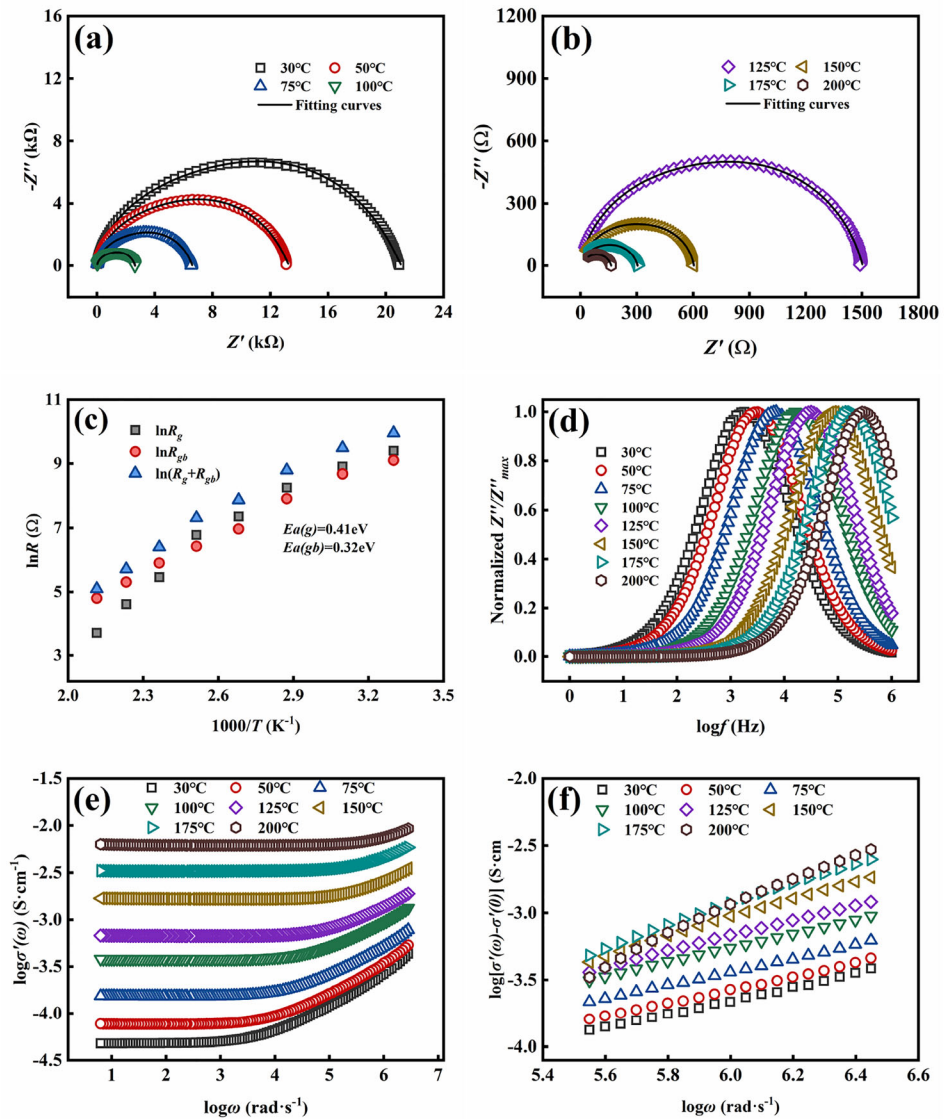 (a)
16
12
8
4
0
-Z″ (kΩ)
30℃ 50℃
75℃ 100℃
Fitting curves
0 4 8 12 16 20 24
Z′ (kΩ)
(b)
1200
900
600
300
0
-Z″ (Ω)
125℃ 150℃
175℃ 200℃
Fitting curves
0 300 600 900 1200 1500 1800
Z′ (Ω)
(c)
11
9
7
5
3
lnR (Ω)
lnRg
lnRgb
ln(Rg+Rgb)
Ea(g)=0.41eV
Ea(gb)=0.32eV
2.0 2.3 2.6 2.9 3.2 3.5
1000/T (K⁻¹)
(d)
1.0
0.8
0.6
0.4
0.2
0.0
Normalized Z″/Z″max
30℃
50℃
75℃
100℃
125℃
150℃
175℃
200℃
0 1 2 3 4 5 6
logf (Hz)
(e)
-1.5
-2.0
-2.5
-3.0
-3.5
-4.0
-4.5
logσ′(ω) (S·cm⁻¹)
30℃ 50℃ 75℃
100℃ 125℃ 150℃
175℃ 200℃
1 2 3 4 5 6 7
logω (rad·s⁻¹)
(f)
-2.0
-2.5
-3.0
-3.5
-4.0
log[σ′(ω)-σ′(0)] (S·cm
30℃ 50℃ 75℃
100℃ 125℃ 150℃
175℃ 200℃
5.4 5.6 5.8 6.0 6.2 6.4 6.6
logω (rad·s⁻¹)